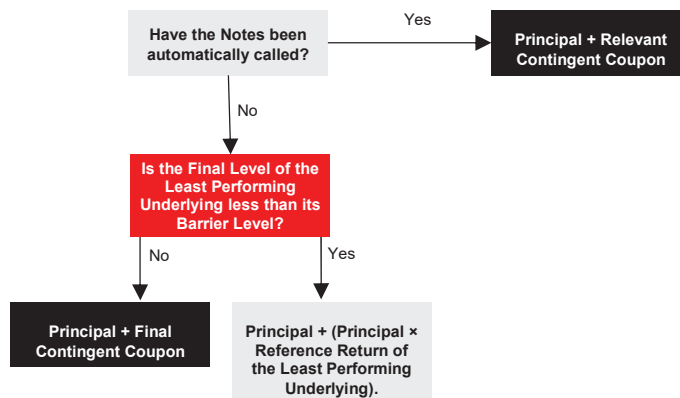 Have the Notes been
automatically called?
Yes
Principal + Relevant
Contingent Coupon
No
Is the Final Level of the
Least Performing
Underlying less than its
Barrier Level?
No
Yes
Principal + Final
Contingent Coupon
Principal + (Principal ×
Reference Return of
the Least Performing
Underlying).